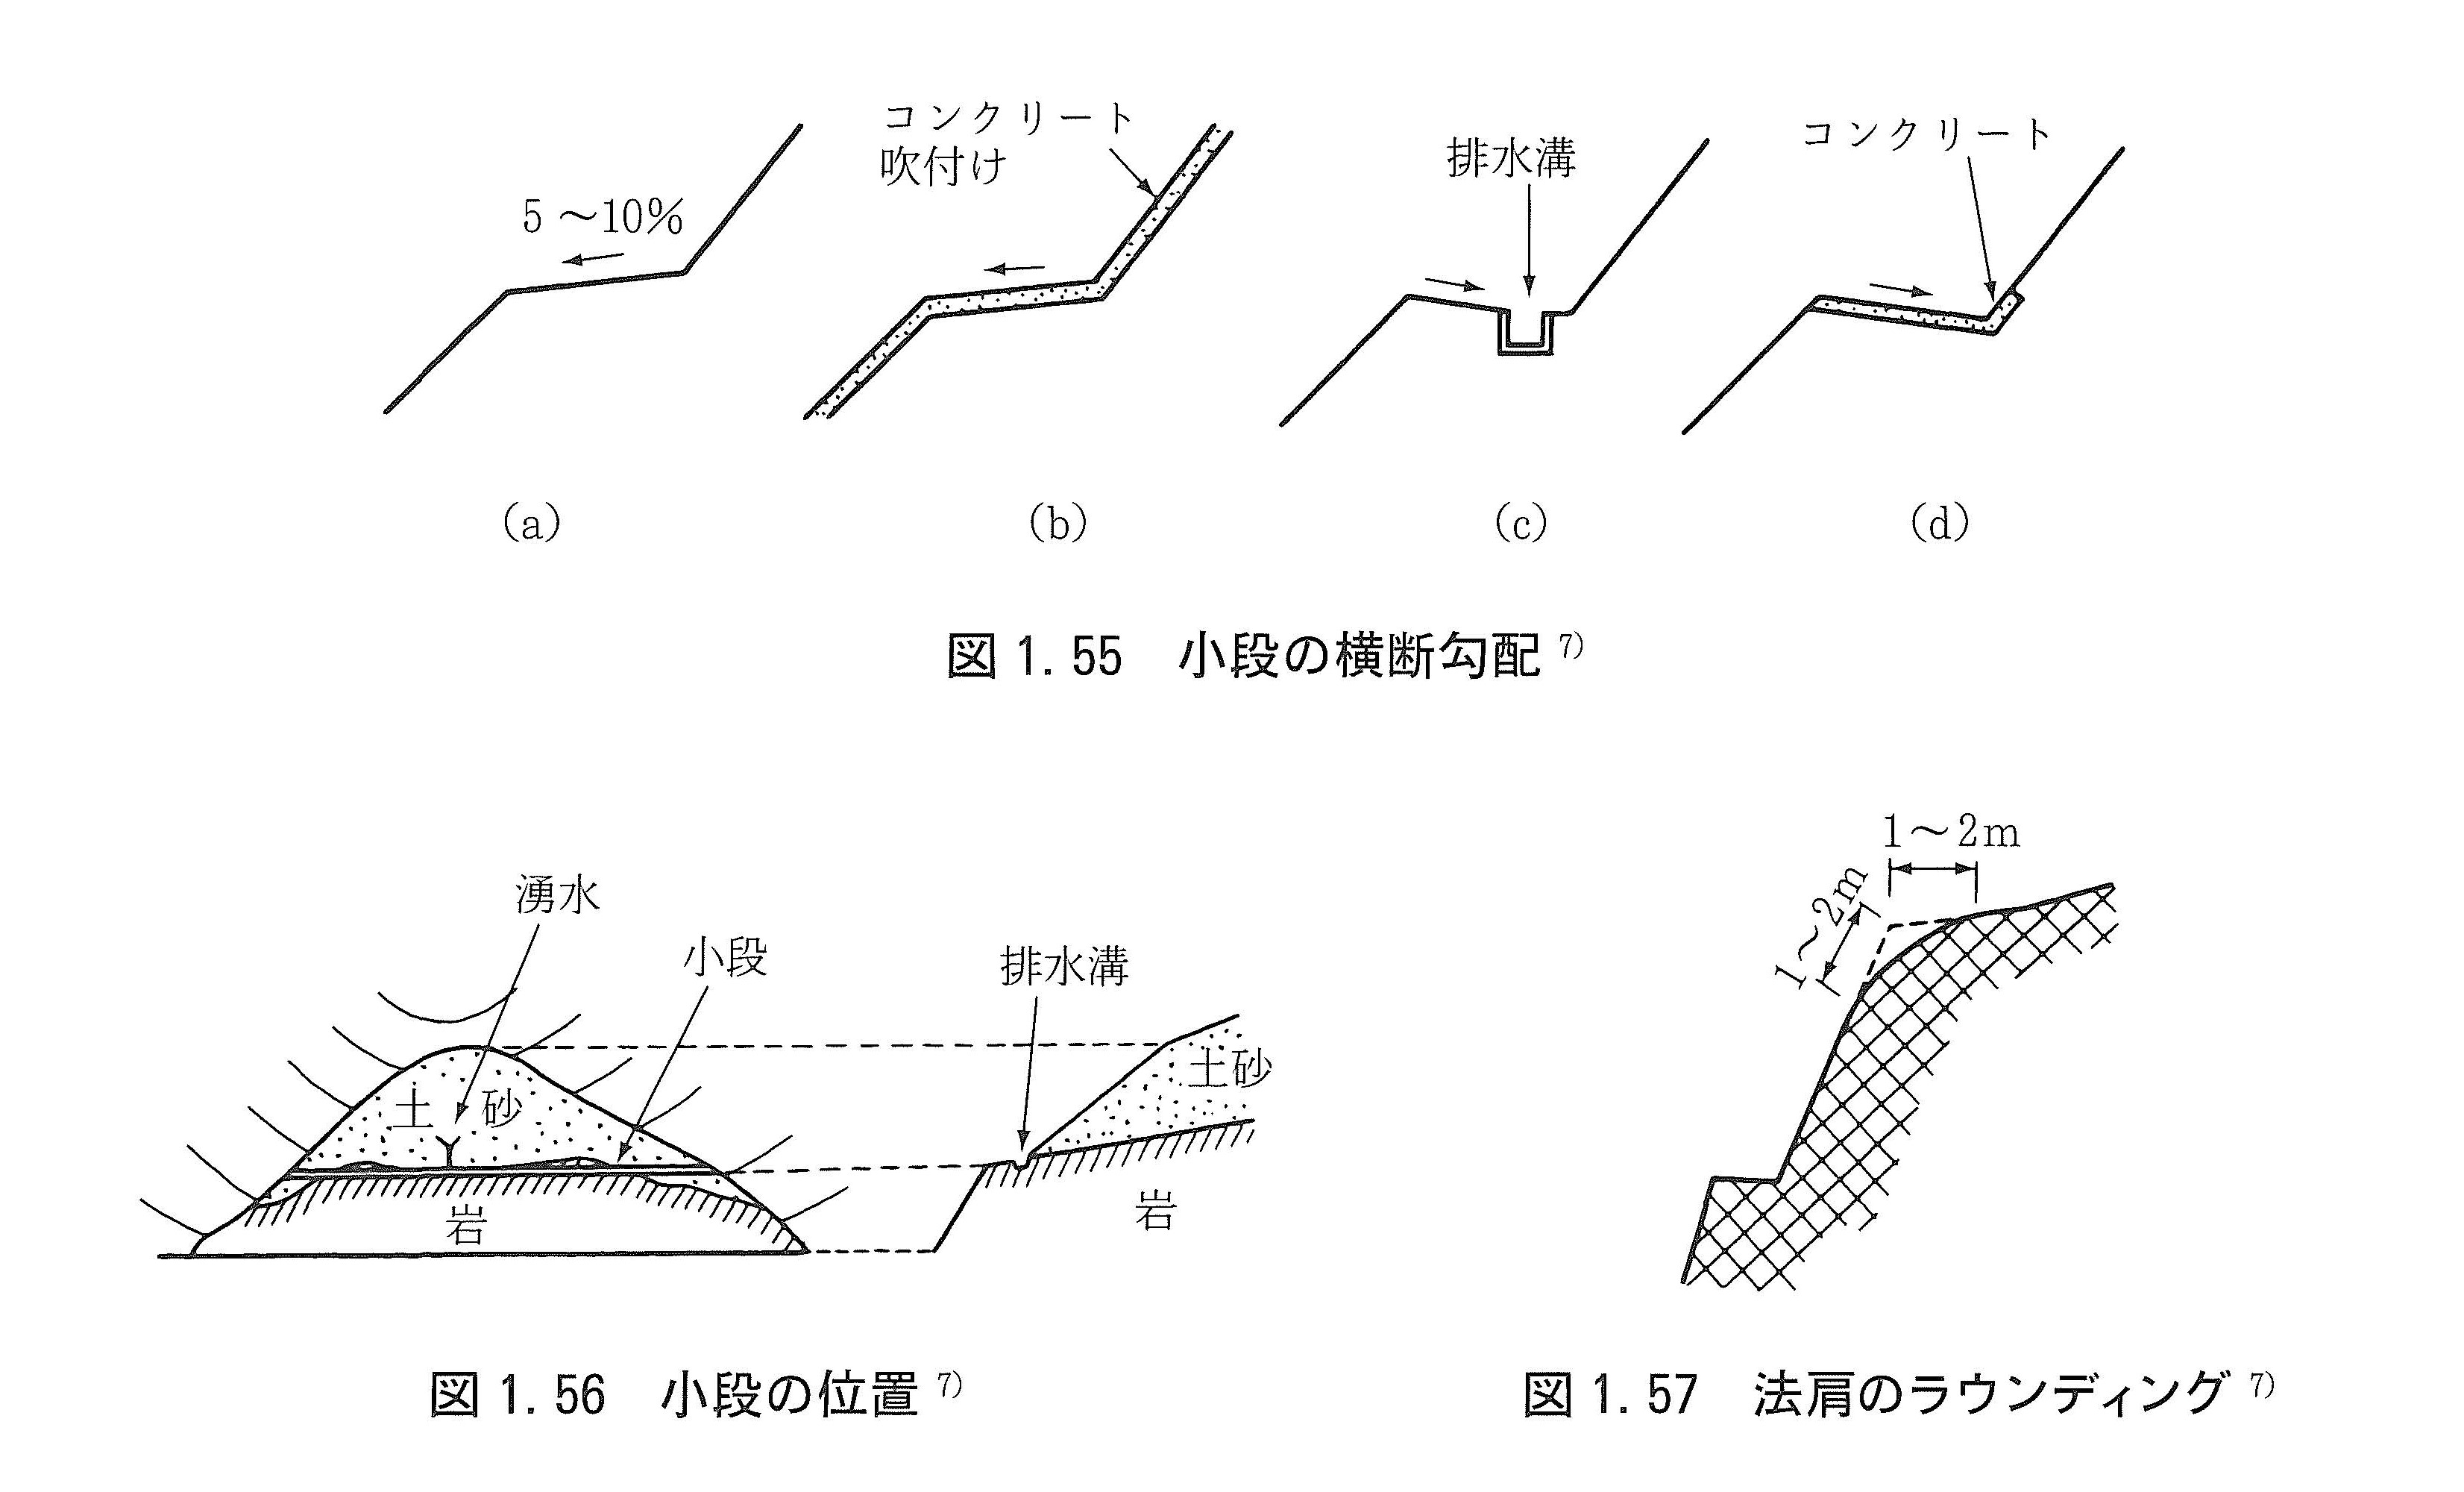 コンクリート
吹付け
5～10%
排水溝
コンクリート
(a)
(b)
(c)
(d)
図1.55 小段の横断勾配 7)
湧水
小段
排水溝
土砂
土砂
岩
岩
図1.56 小段の位置 7)
1～2m
1～2m
図1.57 法肩のラウンディング 7)